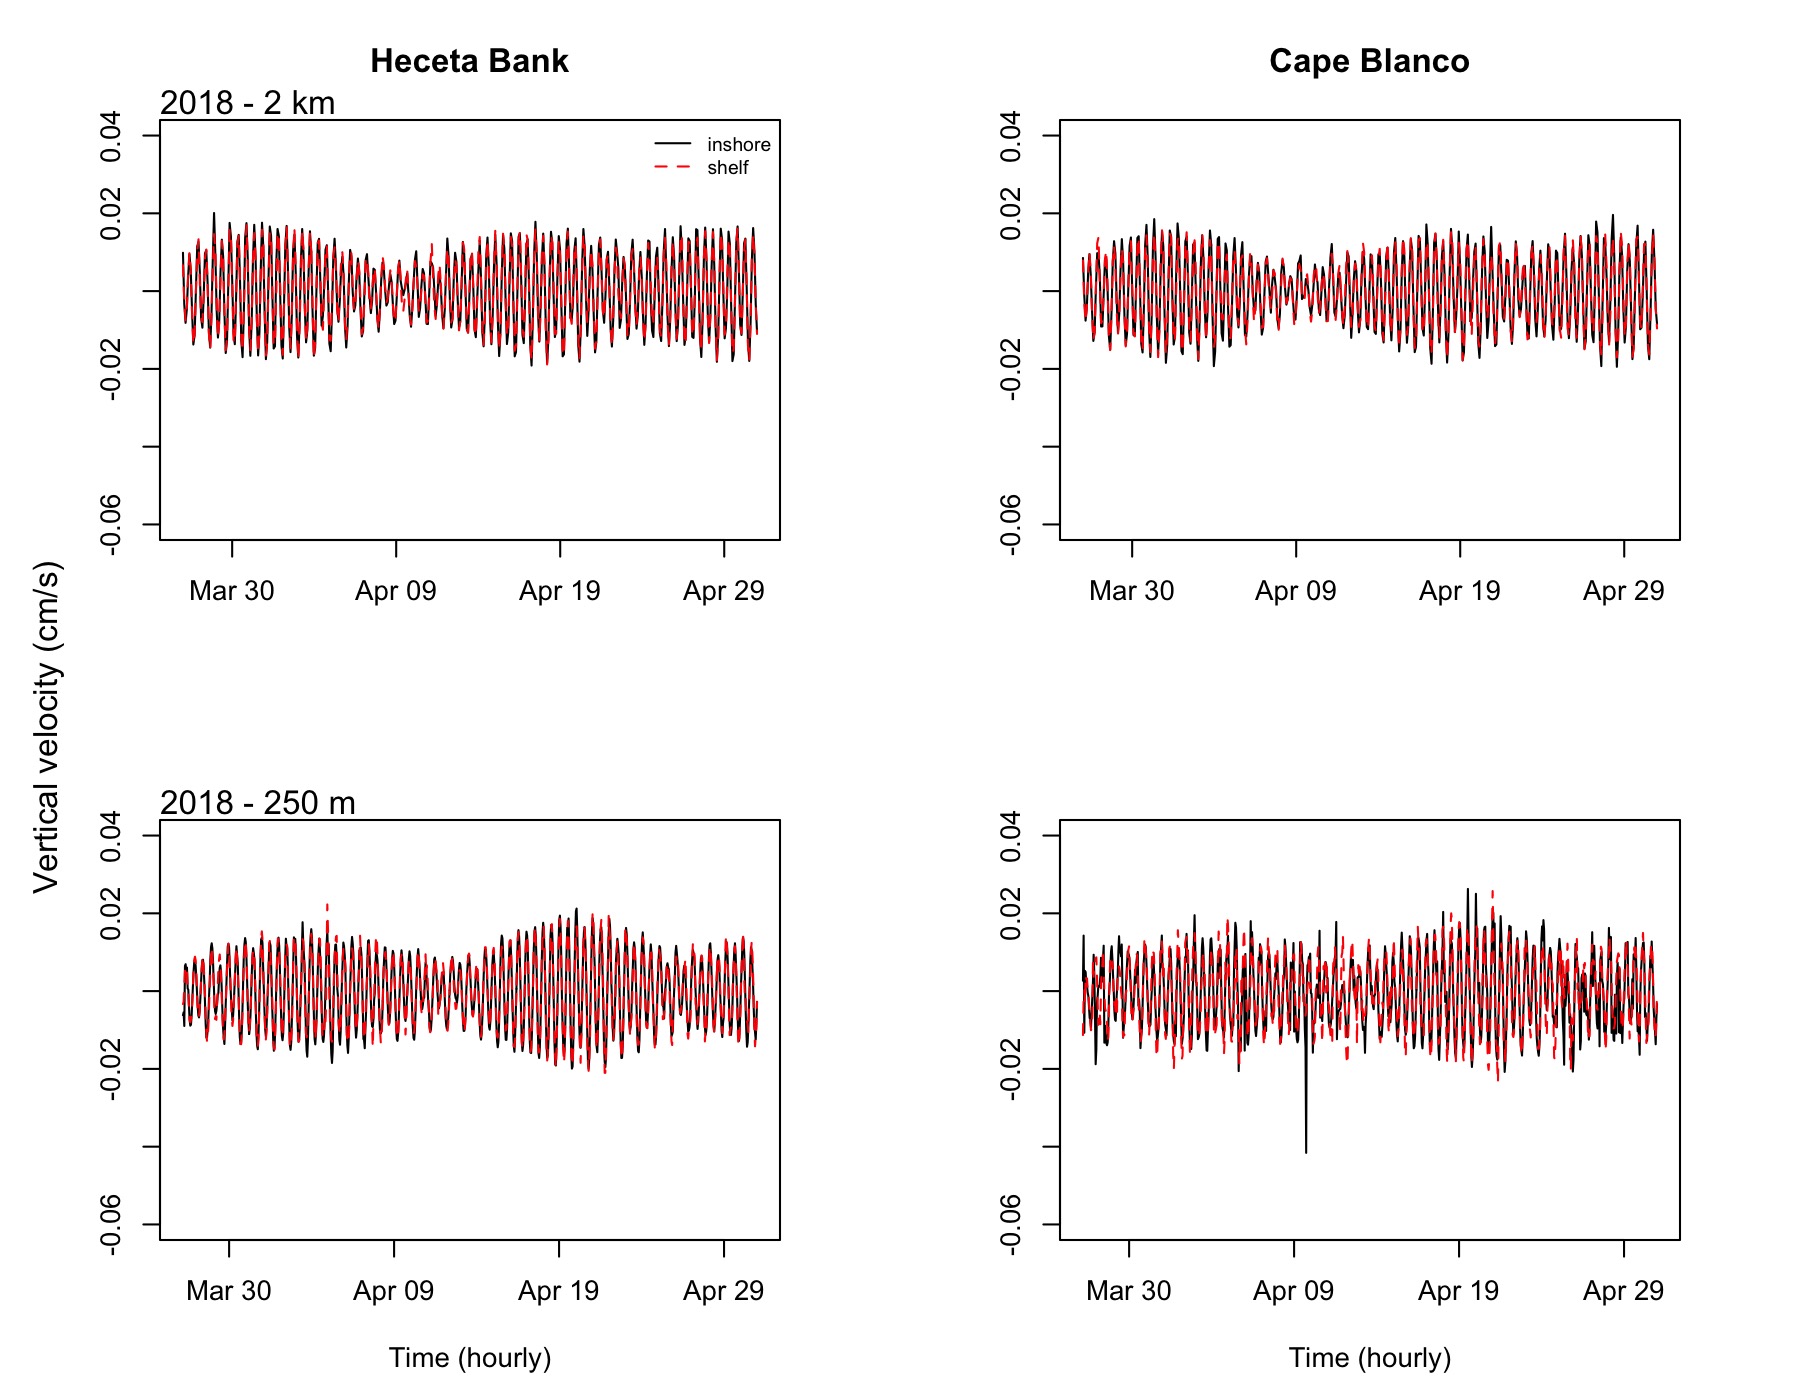 Heceta Bank
Cape Blanco
2018 - 2 km
inshore
shelf
0.04
0.02
-0.02
-0.06
Mar 30 Apr 09 Apr 19 Apr 29
0.04
0.02
-0.02
-0.06
Mar 30 Apr 09 Apr 19 Apr 29
Vertical velocity (cm/s)
2018 - 250 m
0.04
0.02
-0.02
-0.06
Mar 30 Apr 09 Apr 19 Apr 29
Time (hourly)
0.04
0.02
-0.02
-0.06
Mar 30 Apr 09 Apr 19 Apr 29
Time (hourly)